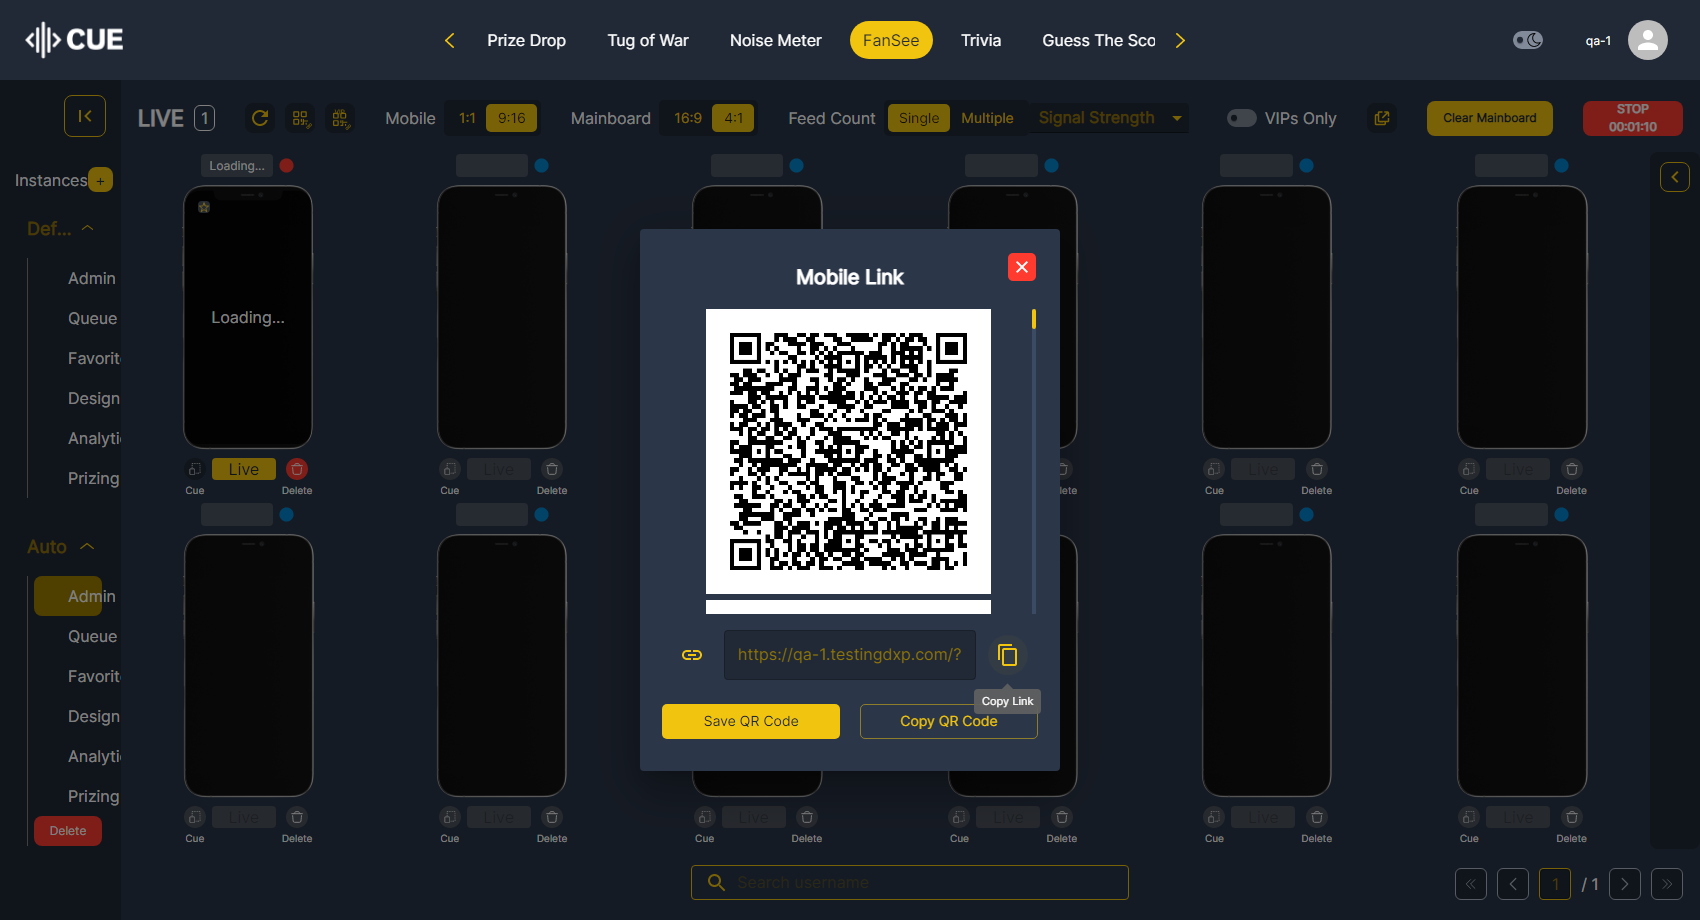 CUE
Prize Drop
Tug of War
Noise Meter
FanSee
Trivia
Guess The Sco
qa-1
LIVE 1
Mobile 1:1 9:16
Mainboard 16:9 4:1
Feed Count Single Multiple
Signal Strength
VIPs Only
Clear Mainboard
STOP
00:01:10
Instances +
Def...
Admin
Queue
Favorit
Design
Analyti
Prizing
Auto
Admin
Queue
Favorit
Design
Analyti
Prizing
Delete
Loading...
Loading...
Live
Cue Delete
Live
Cue Delete
lete
Live
Cue Delete
Live
Cue Delete
Mobile Link
https://qa-1.testingdxp.com/?
Copy Link
Save QR Code
Copy QR Code
Live
Cue Delete
Live
Cue Delete
Live
Cue Delete
Live
Cue Delete
Live
Cue Delete
Live
Cue Delete
Search username
1 / 1